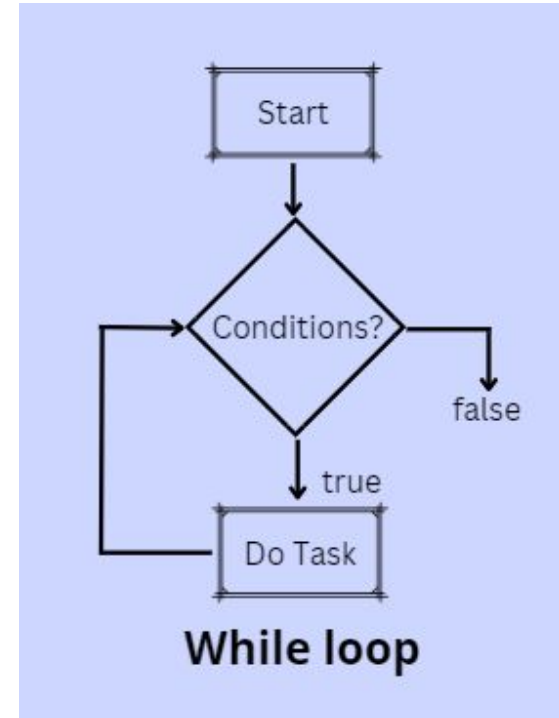 Start
Conditions?
false
true
Do Task
While loop